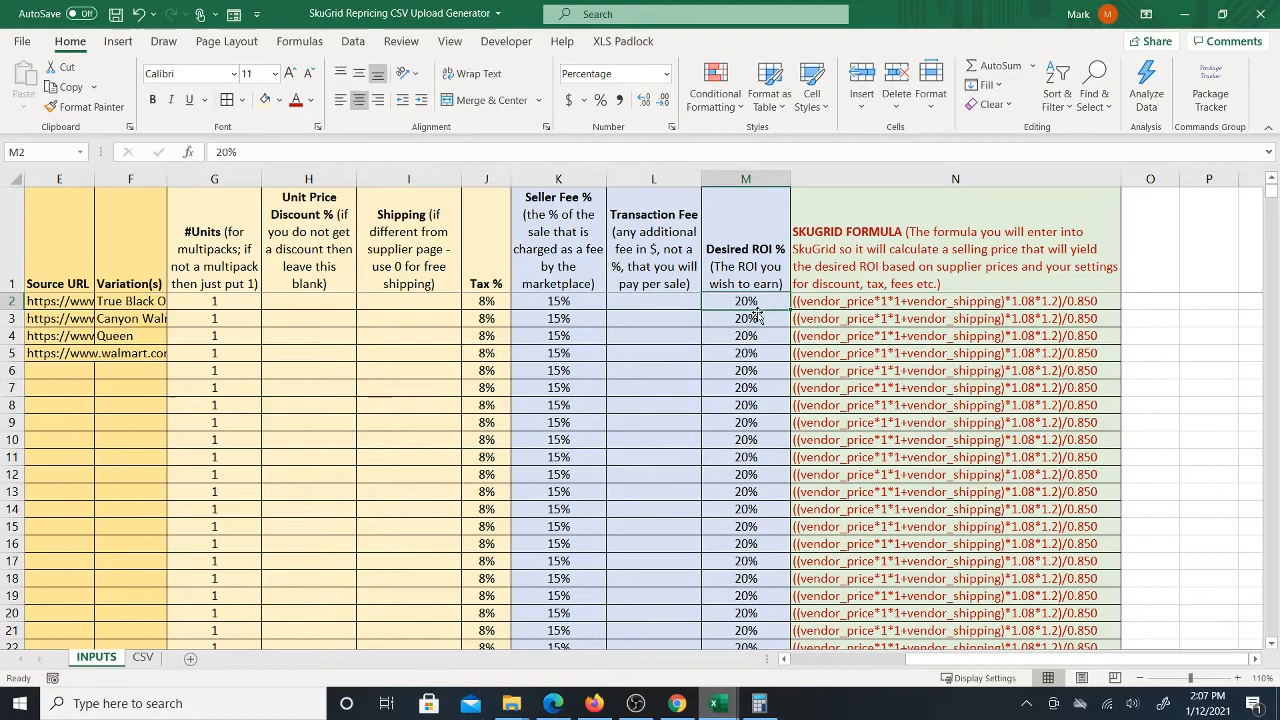 AutoSave Off SkuGrid Repricing CSV Upload Generator Search Mark M
File Home Insert Draw Page Layout Formulas Data Review View Developer Help XLS Padlock Share Comments
Paste Cut Copy Format Painter Clipboard
Calibri 11 B I U A Font
Wrap Text Merge & Center Alignment
Percentage $ % Number
Conditional Formatting Format as Table Cell Styles Styles
Insert Delete Format Cells
AutoSum Fill Clear Sort & Filter Find & Select Editing
Analyze Data Analysis
Package Tracker Commands Group
M2 fx 20%
E F G H I J K L M N O P
1 Source URL Variation(s)
#Units (for
multipacks; if
not a multipack
then just put 1)
Unit Price
Discount % (if
you do not get
a discount then
leave this
blank)
Shipping (if
different from
supplier page -
use 0 for free
shipping)
Tax %
Seller Fee %
(the % of the
sale that is
charged as a fee
by the
marketplace)
Transaction Fee
(any additional
fee in $, not a
%, that you will
pay per sale)
Desired ROI %
(The ROI you
wish to earn)
SKUGRID FORMULA (The formula you will enter into
SkuGrid so it will calculate a selling price that will yield
the desired ROI based on supplier prices and your settings
for discount, tax, fees etc.)
2 https://www True Black O 1 8% 15% 20% ((vendor_price*1*1+vendor_shipping)*1.08*1.2)/0.850
3 https://www Canyon Walr 1 8% 15% 20% ((vendor_price*1*1+vendor_shipping)*1.08*1.2)/0.850
4 https://www Queen 1 8% 15% 20% ((vendor_price*1*1+vendor_shipping)*1.08*1.2)/0.850
5 https://www.walmart.cor 1 8% 15% 20% ((vendor_price*1*1+vendor_shipping)*1.08*1.2)/0.850
6 1 8% 15% 20% ((vendor_price*1*1+vendor_shipping)*1.08*1.2)/0.850
7 1 8% 15% 20% ((vendor_price*1*1+vendor_shipping)*1.08*1.2)/0.850
8 1 8% 15% 20% ((vendor_price*1*1+vendor_shipping)*1.08*1.2)/0.850
9 1 8% 15% 20% ((vendor_price*1*1+vendor_shipping)*1.08*1.2)/0.850
10 1 8% 15% 20% ((vendor_price*1*1+vendor_shipping)*1.08*1.2)/0.850
11 1 8% 15% 20% ((vendor_price*1*1+vendor_shipping)*1.08*1.2)/0.850
12 1 8% 15% 20% ((vendor_price*1*1+vendor_shipping)*1.08*1.2)/0.850
13 1 8% 15% 20% ((vendor_price*1*1+vendor_shipping)*1.08*1.2)/0.850
14 1 8% 15% 20% ((vendor_price*1*1+vendor_shipping)*1.08*1.2)/0.850
15 1 8% 15% 20% ((vendor_price*1*1+vendor_shipping)*1.08*1.2)/0.850
16 1 8% 15% 20% ((vendor_price*1*1+vendor_shipping)*1.08*1.2)/0.850
17 1 8% 15% 20% ((vendor_price*1*1+vendor_shipping)*1.08*1.2)/0.850
18 1 8% 15% 20% ((vendor_price*1*1+vendor_shipping)*1.08*1.2)/0.850
19 1 8% 15% 20% ((vendor_price*1*1+vendor_shipping)*1.08*1.2)/0.850
20 1 8% 15% 20% ((vendor_price*1*1+vendor_shipping)*1.08*1.2)/0.850
21 1 8% 15% 20% ((vendor_price*1*1+vendor_shipping)*1.08*1.2)/0.850
22 1 8% 15% 20% ((vendor_price*1*1+vendor_shipping)*1.08*1.2)/0.850
INPUTS CSV
Ready Display Settings 110%
Type here to search 2:07 PM
1/12/2021